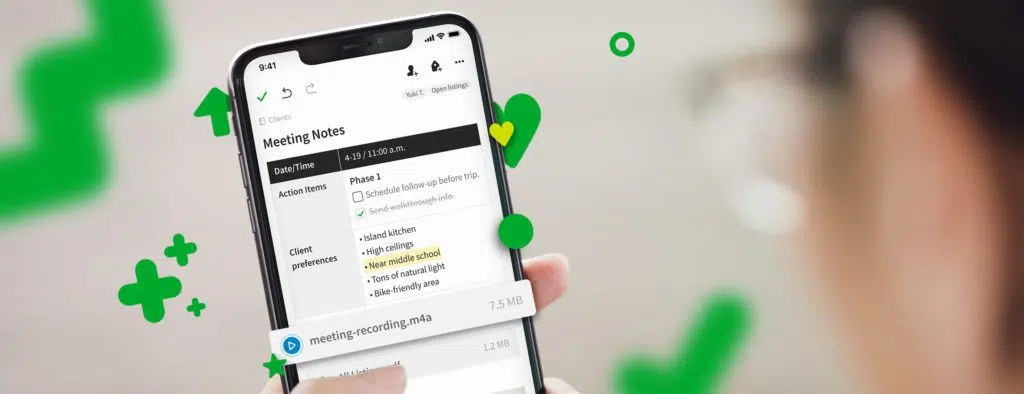 9:41
Yuki T. Open listings
Clients
Meeting Notes
Date/Time 4-19 / 11:00 a.m.
Action Items Phase 1
Schedule follow-up before trip.
Send walkthrough info.
Client preferences
• Island kitchen
• High ceilings
• Near middle school
• Tons of natural light
• Bike-friendly area
meeting-recording.m4a 7.5 MB
All 1.2 MB